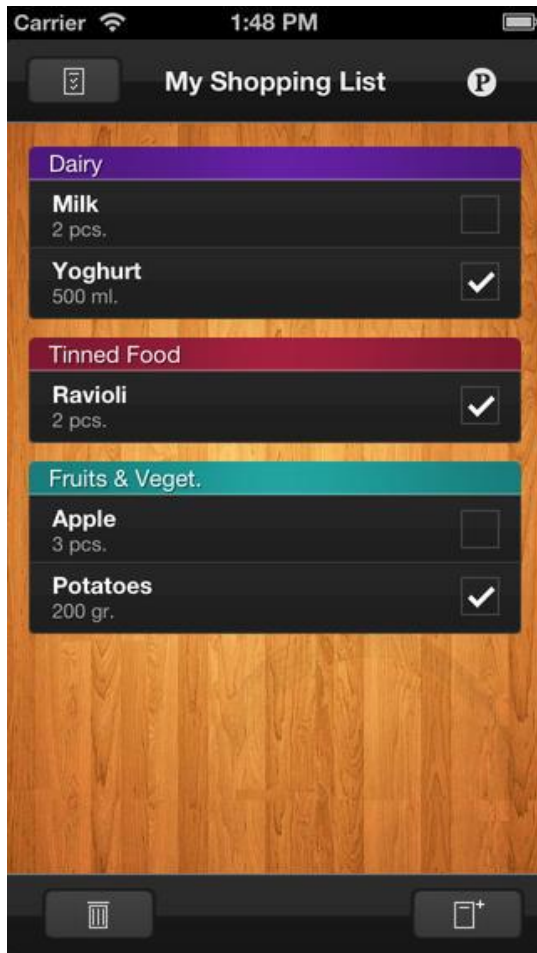 Carrier 1:48 PM
My Shopping List P
Dairy
Milk
2 pcs.
Yoghurt
500 ml.
Tinned Food
Ravioli
2 pcs.
Fruits & Veget.
Apple
3 pcs.
Potatoes
200 gr.